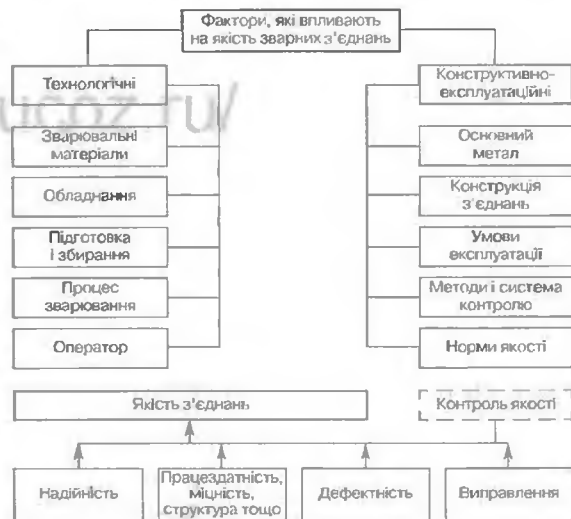 Фактори, які впливають
на якість зварних з’єднань
Технологічні
Зварювальні
матеріали
Обладнання
Підготовка
і збирання
Процес
зварювання
Оператор
Конструктивно-
експлуатаційні
Основний
метал
Конструкція
з’єднань
Умови
експлуатації
Методи і система
контролю
Норми якості
ucoz.ru/
Якість з’єднань
Контроль якості
Надійність
Працездатність,
міцність,
структура тощо
Дефектність
Виправлення